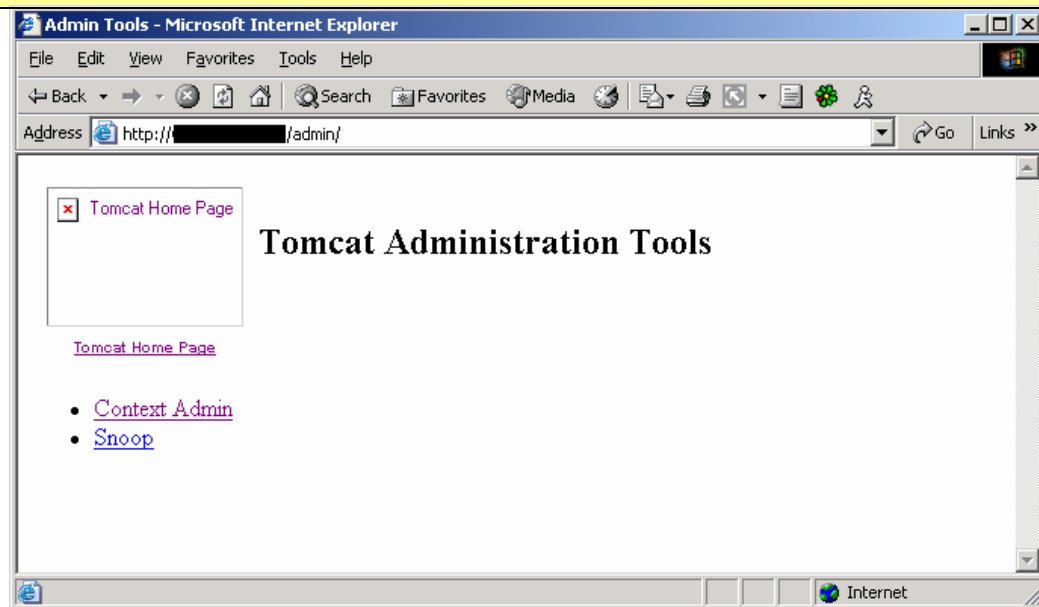 Admin Tools - Microsoft Internet Explorer
File Edit View Favorites Tools Help
Back Search Favorites Media
Address http:// /admin/ Go Links »
Tomcat Home Page
Tomcat Administration Tools
Tomcat Home Page
Context Admin
Snoop
Internet